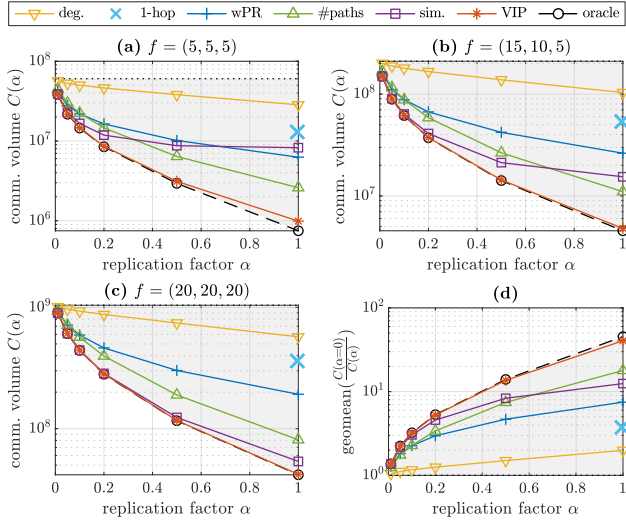 deg. 1-hop wPR #paths sim. VIP oracle
(a) f = (5, 5, 5)
comm. volume C(α)
10^8
10^7
10^6
0 0.2 0.4 0.6 0.8 1
replication factor α
(b) f = (15, 10, 5)
comm. volume C(α)
10^8
10^7
0 0.2 0.4 0.6 0.8 1
replication factor α
(c) f = (20, 20, 20)
comm. volume C(α)
10^9
10^8
0 0.2 0.4 0.6 0.8 1
replication factor α
(d)
geomean(C(α=0)/C(α))
10^2
10^1
10^0
0 0.2 0.4 0.6 0.8 1
replication factor α